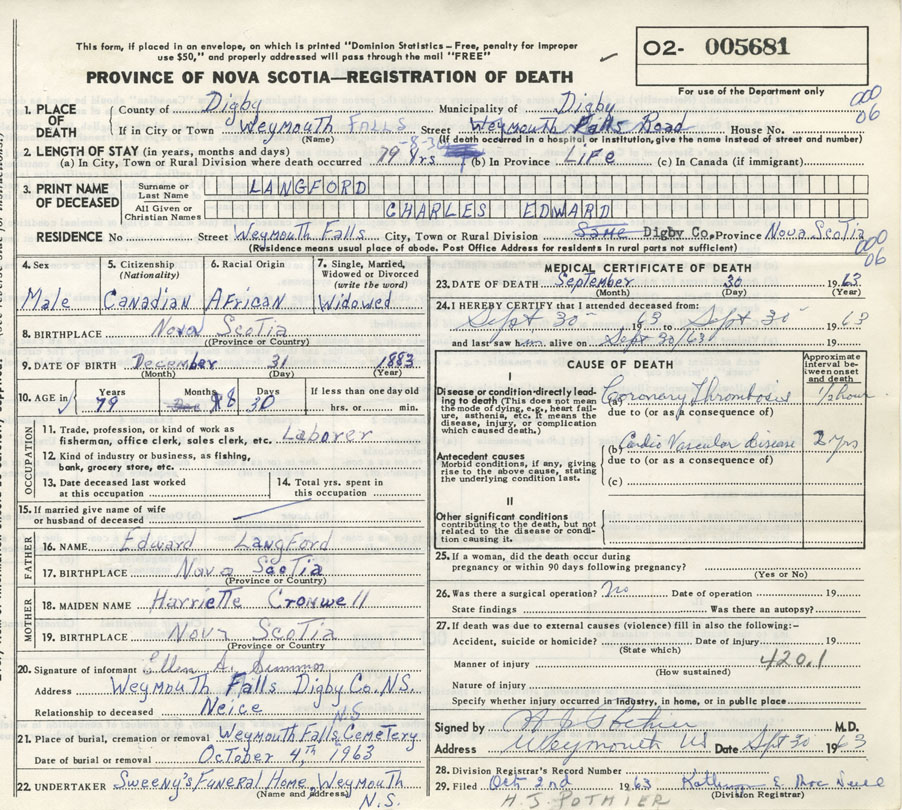 This form, if placed in an envelope, on which is printed "Dominion Statistics – Free, penalty for improper
use $50," and properly addressed will pass through the mail "FREE"
PROVINCE OF NOVA SCOTIA—REGISTRATION OF DEATH
O2- 005681
For use of the Department only
000
06
1. PLACE OF DEATH
County of Digby Municipality of Digby
If in City or Town Weymouth FALLS Street Weymouth Falls Road House No.
(Name) (If death occurred in a hospital or institution, give the name instead of street and number)
2. LENGTH OF STAY (in years, months and days)
(a) In City, Town or Rural Division where death occurred 79 yrs -8-30 (b) In Province LiFe (c) In Canada (if immigrant)
3. PRINT NAME OF DECEASED
Surname or Last Name LANGFORD
All Given or Christian Names CHARLES EDWARD
RESIDENCE No Street Weymouth Falls City, Town or Rural Division Same Digby Co. Province Nova Scotia
(Residence means usual place of abode. Post Office Address for residents in rural parts not sufficient)
000
06
4. Sex 5. Citizenship (Nationality) 6. Racial Origin 7. Single, Married, Widowed or Divorced (write the word)
Male Canadian African Widowed
8. BIRTHPLACE Nova Scotia
(Province or Country)
9. DATE OF BIRTH December 31 1883
(Month) (Day) (Year)
10. AGE in Years Months Days If less than one day old
79 8 30 hrs. or min.
OCCUPATION
11. Trade, profession, or kind of work as fisherman, office clerk, sales clerk, etc. Laborer
12. Kind of industry or business, as fishing, bank, grocery store, etc.
13. Date deceased last worked at this occupation 14. Total yrs. spent in this occupation
15. If married give name of wife or husband of deceased
FATHER
16. NAME Edward Langford
17. BIRTHPLACE Nova Scotia
(Province or Country)
MOTHER
18. MAIDEN NAME Harriette Cromwell
19. BIRTHPLACE Nova Scotia
(Province or Country)
20. Signature of informant Ellen A.
Address Weymouth Falls Digby Co. N.S.
Relationship to deceased Neice
N.S
21. Place of burial, cremation or removal Weymouth Falls Cemetery
Date of burial or removal October 4th, 1963
22. UNDERTAKER Sweeny's Funeral Home, Weymouth
(Name and address) N.S.
MEDICAL CERTIFICATE OF DEATH
23. DATE OF DEATH September 30 1963
(Month) (Day) (Year)
24. I HEREBY CERTIFY that I attended deceased from:
Sept 30 19 63 to Sept 30 19 63
and last saw h alive on Sept 30/63 19
CAUSE OF DEATH
Approximate interval between onset and death
I
Disease or condition directly leading to death (This does not mean the mode of dying, e.g., heart failure, asthenia, etc. It means the disease, injury, or complication which caused death.)
(a) Coronary Thrombosis 1/2 hour
due to (or as a consequence of)
Antecedent causes
Morbid conditions, if any, giving rise to the above cause, stating the underlying condition last.
(b) Cardio Vascular disease 2 yrs
due to (or as a consequence of)
(c)
II
Other significant conditions contributing to the death, but not related to the disease or condition causing it.
25. If a woman, did the death occur during pregnancy or within 90 days following pregnancy?
(Yes or No)
26. Was there a surgical operation? No Date of operation 19
State findings Was there an autopsy?
27. If death was due to external causes (violence) fill in also the following:–
Accident, suicide or homicide? Date of injury 19
(State which)
Manner of injury 420.1
(How sustained)
Nature of injury
Specify whether injury occurred in industry, in home, or in public place
Signed by H J Pothier M.D.
Address Weymouth NS Date Sept 30 1963
28. Division Registrar's Record Number
29. Filed Oct 2nd 1963
(Division Registrar)
H.J. POTHIER